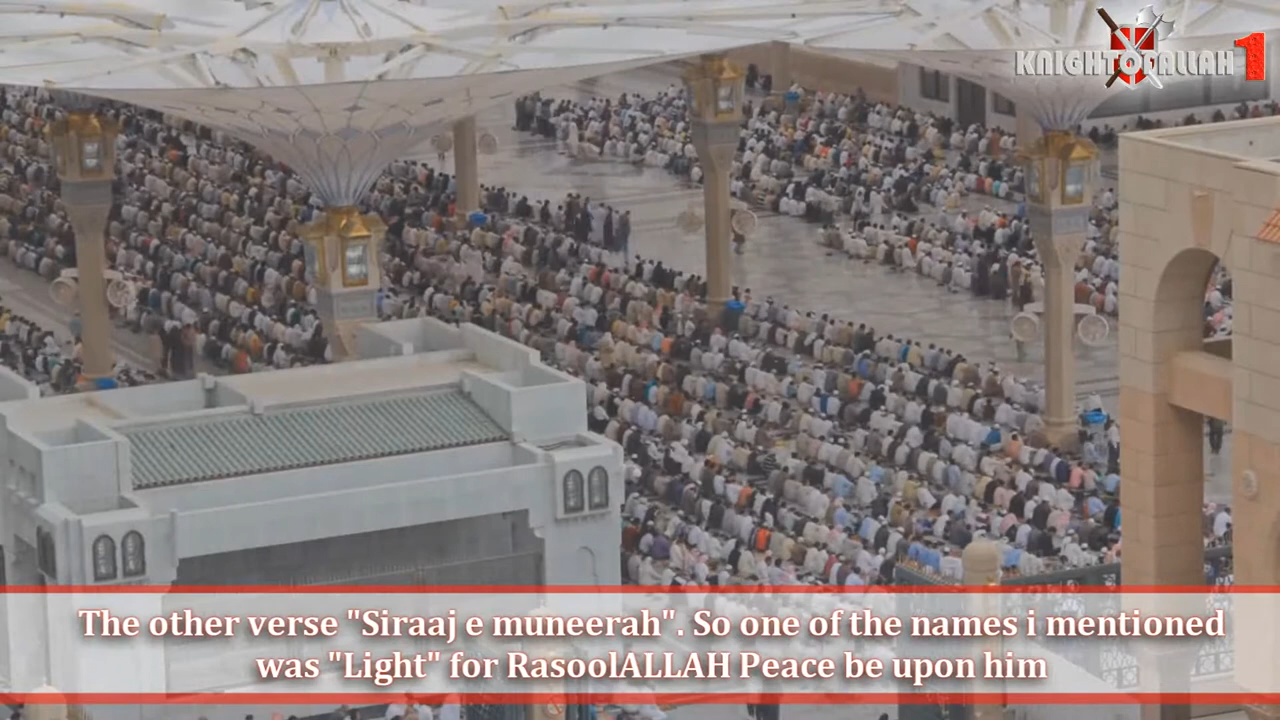 KNIGHTOFALLAH1
The other verse "Siraaj e muneerah". So one of the names i mentioned
was "Light" for RasoolALLAH Peace be upon him